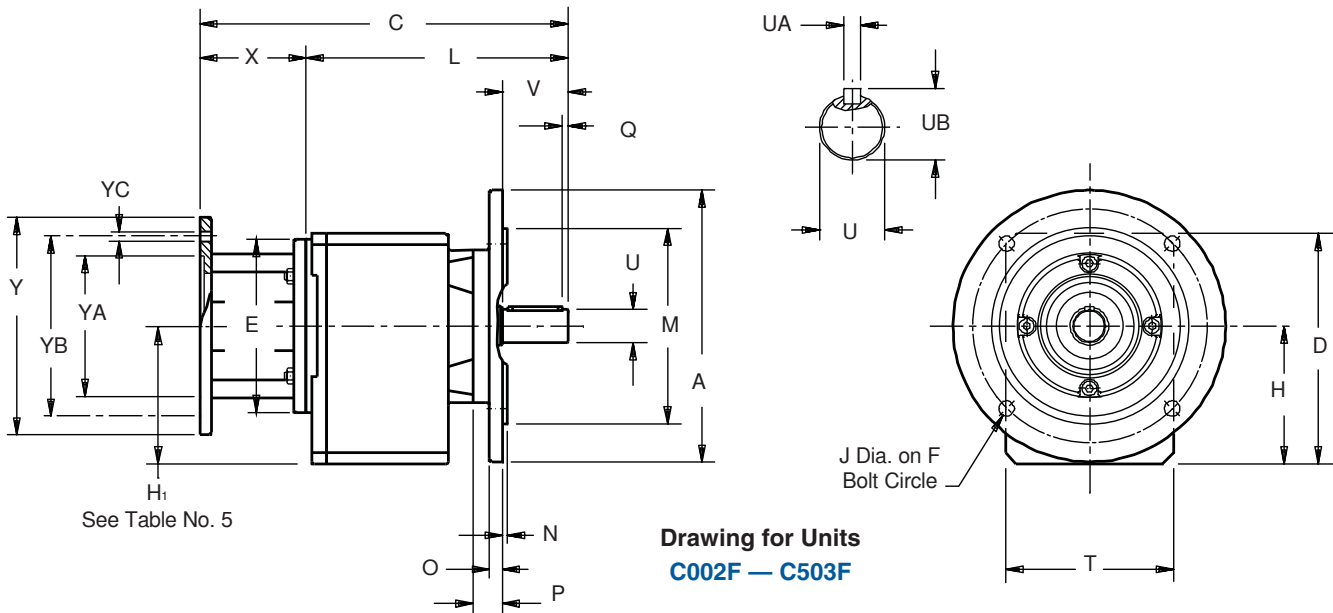 C
X
L
V
Q
UA
UB
U
YC
Y
YA
YB
E
U
M
A
H1
See Table No. 5
N
O
P
D
H
J Dia. on F
Bolt Circle
T
Drawing for Units
C002F — C503F